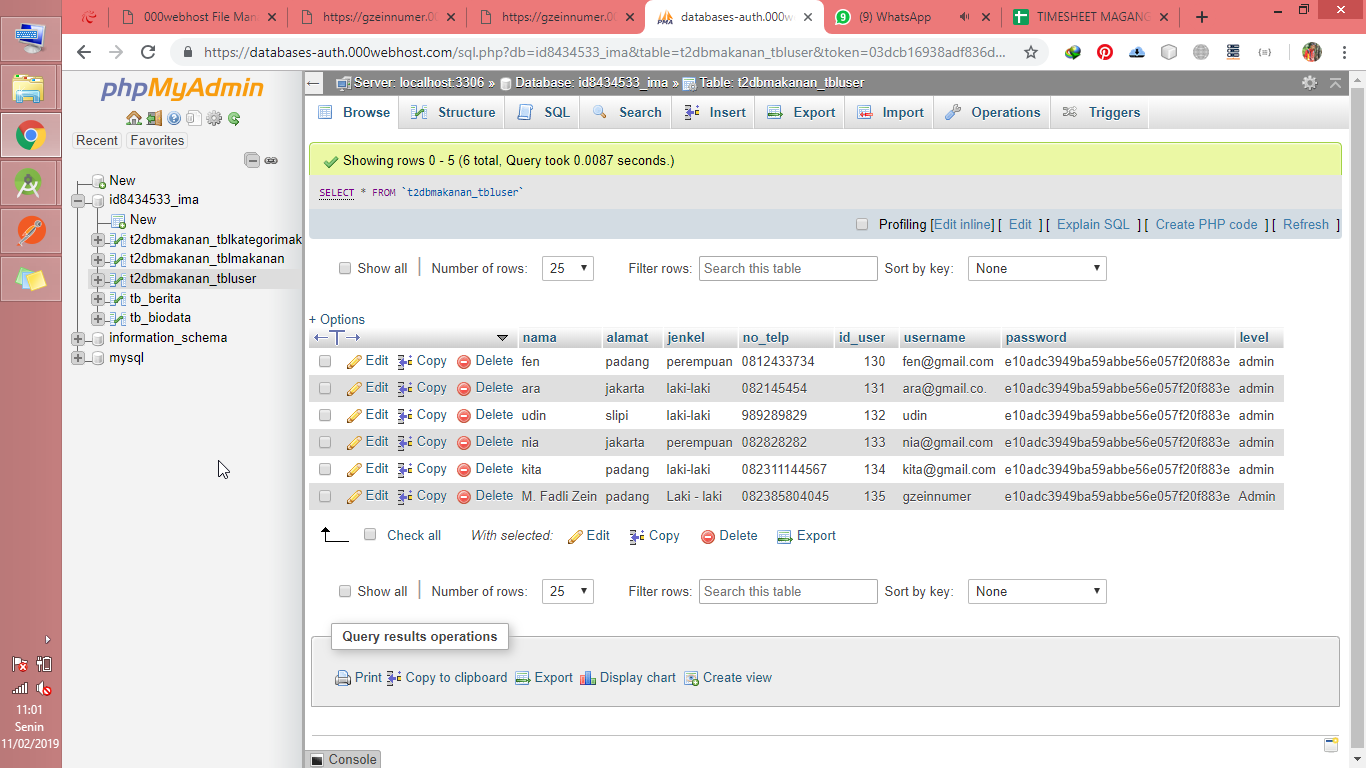 000webhost File Man
https://gzeinnumer.00
https://gzeinnumer.00
databases-auth.000we
(9) WhatsApp
TIMESHEET MAGANG
https://databases-auth.000webhost.com/sql.php?db=id8434533_ima&table=t2dbmakanan_tbluser&token=03dcb16938adf836d...
phpMyAdmin
Recent Favorites
New
id8434533_ima
New
t2dbmakanan_tblkategorimak
t2dbmakanan_tblmakanan
t2dbmakanan_tbluser
tb_berita
tb_biodata
information_schema
mysql
Server: localhost:3306 » Database: id8434533_ima » Table: t2dbmakanan_tbluser
Browse Structure SQL Search Insert Export Import Operations Triggers
Showing rows 0 - 5 (6 total, Query took 0.0087 seconds.)
SELECT * FROM `t2dbmakanan_tbluser`
Profiling [Edit inline] [ Edit ] [ Explain SQL ] [ Create PHP code ] [ Refresh ]
Show all Number of rows: 25 Filter rows: Search this table Sort by key: None
+ Options
nama alamat jenkel no_telp id_user username password level
Edit Copy Delete fen padang perempuan 0812433734 130 fen@gmail.com e10adc3949ba59abbe56e057f20f883e admin
Edit Copy Delete ara jakarta laki-laki 082145454 131 ara@gmail.co. e10adc3949ba59abbe56e057f20f883e admin
Edit Copy Delete udin slipi laki-laki 989289829 132 udin e10adc3949ba59abbe56e057f20f883e admin
Edit Copy Delete nia jakarta perempuan 082828282 133 nia@gmail.com e10adc3949ba59abbe56e057f20f883e admin
Edit Copy Delete kita padang laki-laki 082311144567 134 kita@gmail.com e10adc3949ba59abbe56e057f20f883e admin
Edit Copy Delete M. Fadli Zein padang Laki - laki 082385804045 135 gzeinnumer e10adc3949ba59abbe56e057f20f883e Admin
Check all With selected: Edit Copy Delete Export
Show all Number of rows: 25 Filter rows: Search this table Sort by key: None
Query results operations
Print Copy to clipboard Export Display chart Create view
Console
11:01
Senin
11/02/2019